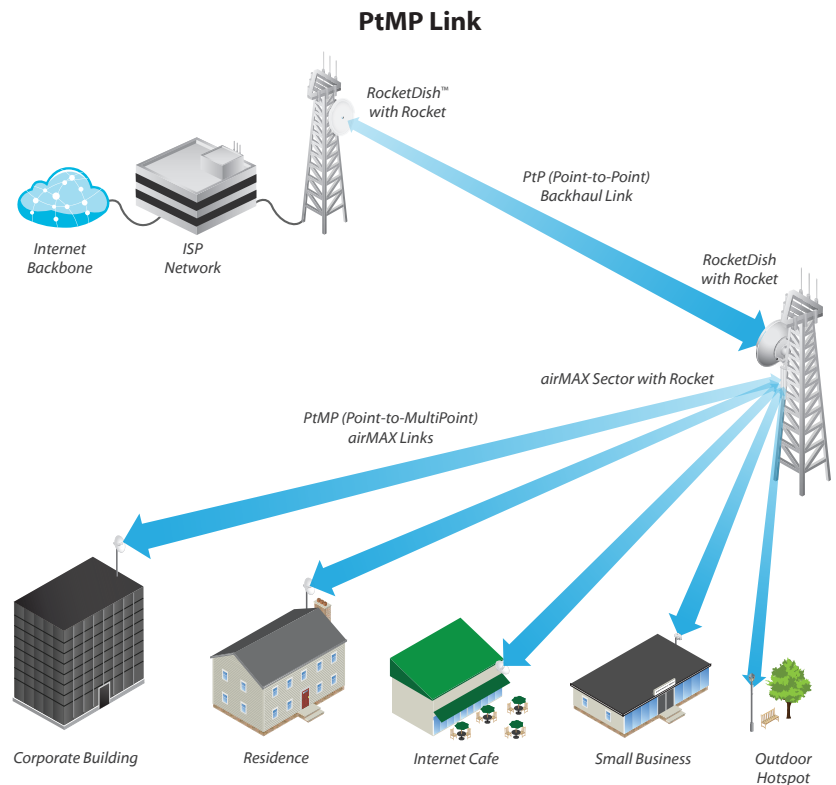 PtMP Link
RocketDish™
with Rocket
PtP (Point-to-Point)
Backhaul Link
Internet
Backbone
ISP
Network
RocketDish
with Rocket
airMAX Sector with Rocket
PtMP (Point-to-MultiPoint)
airMAX Links
Corporate Building
Residence
Internet Cafe
Small Business
Outdoor
Hotspot